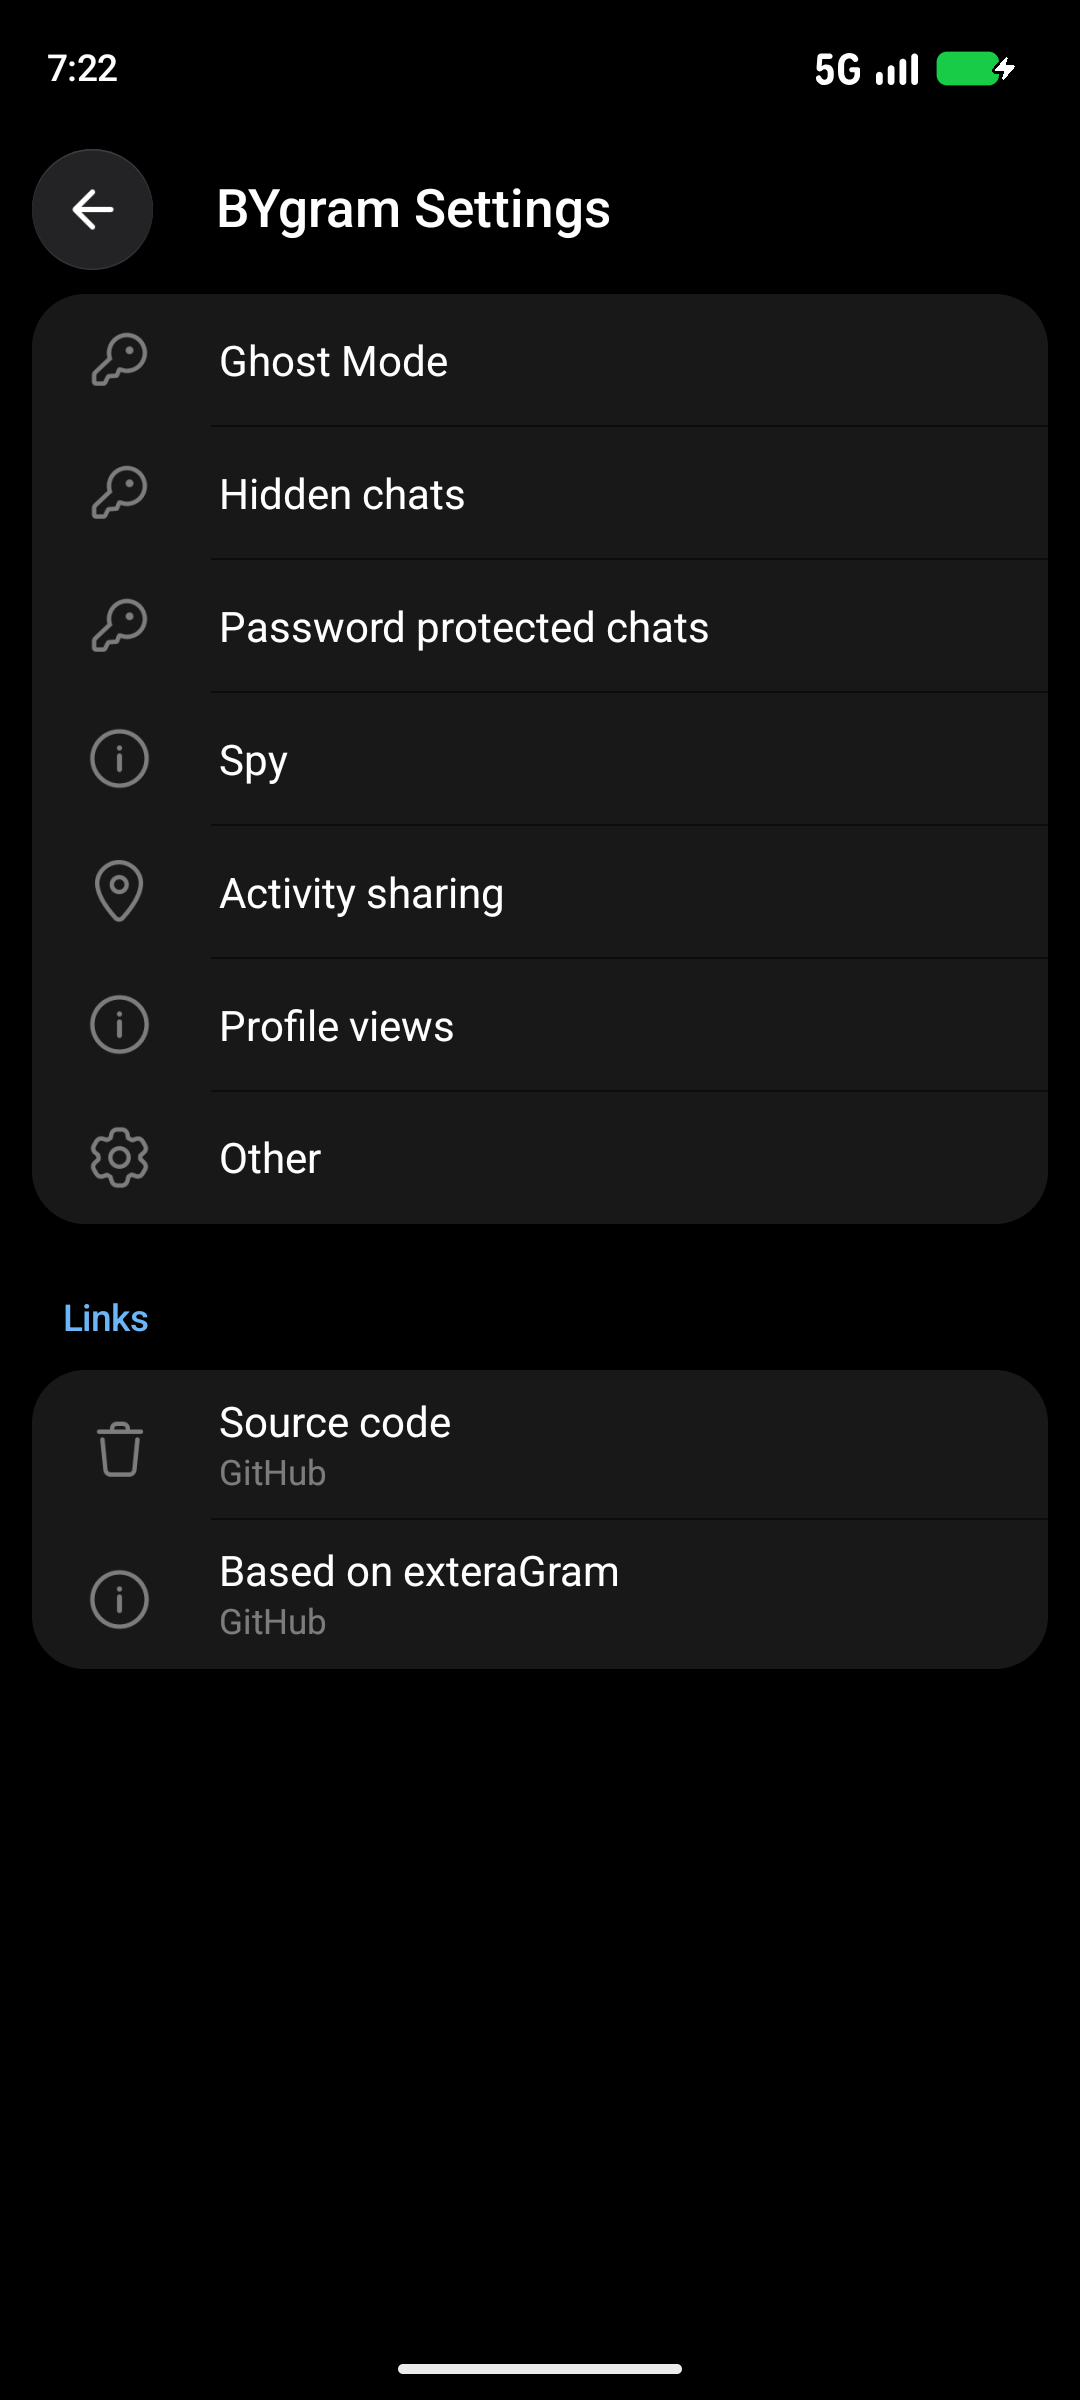 7:22
5G
BYgram Settings
Ghost Mode
Hidden chats
Password protected chats
Spy
Activity sharing
Profile views
Other
Links
Source code
GitHub
Based on exteraGram
GitHub